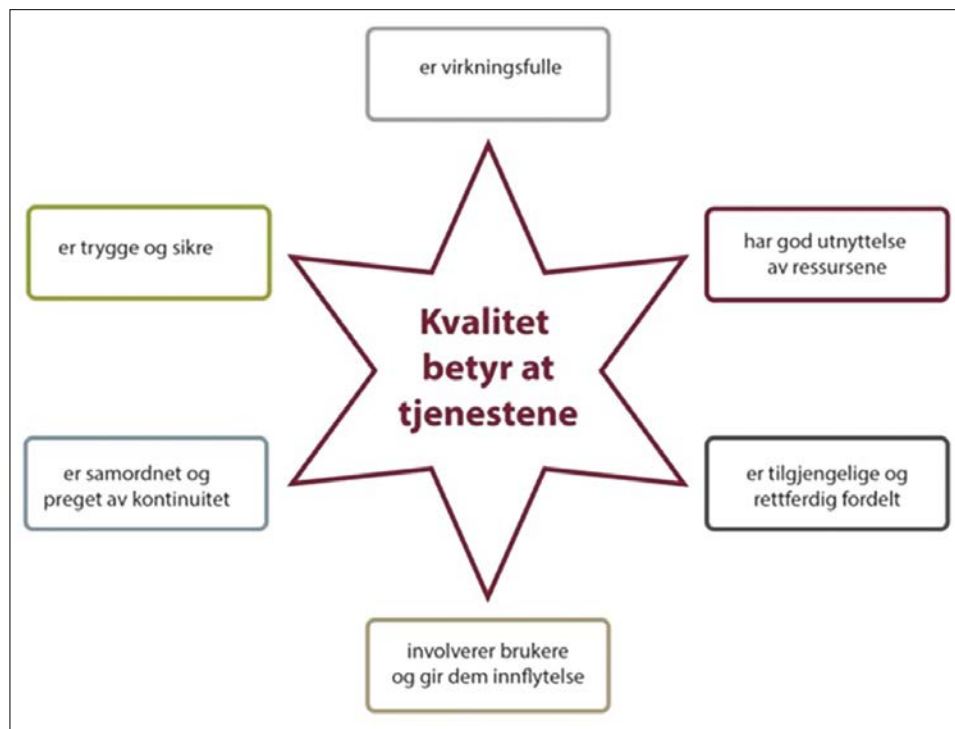 er virkningsfulle
er trygge og sikre
har god utnyttelse
av ressursene
Kvalitet
betyr at
tjenestene
er samordnet og
preget av kontinuitet
er tilgjengelige og
rettferdig fordelt
involverer brukere
og gir dem innflytelse